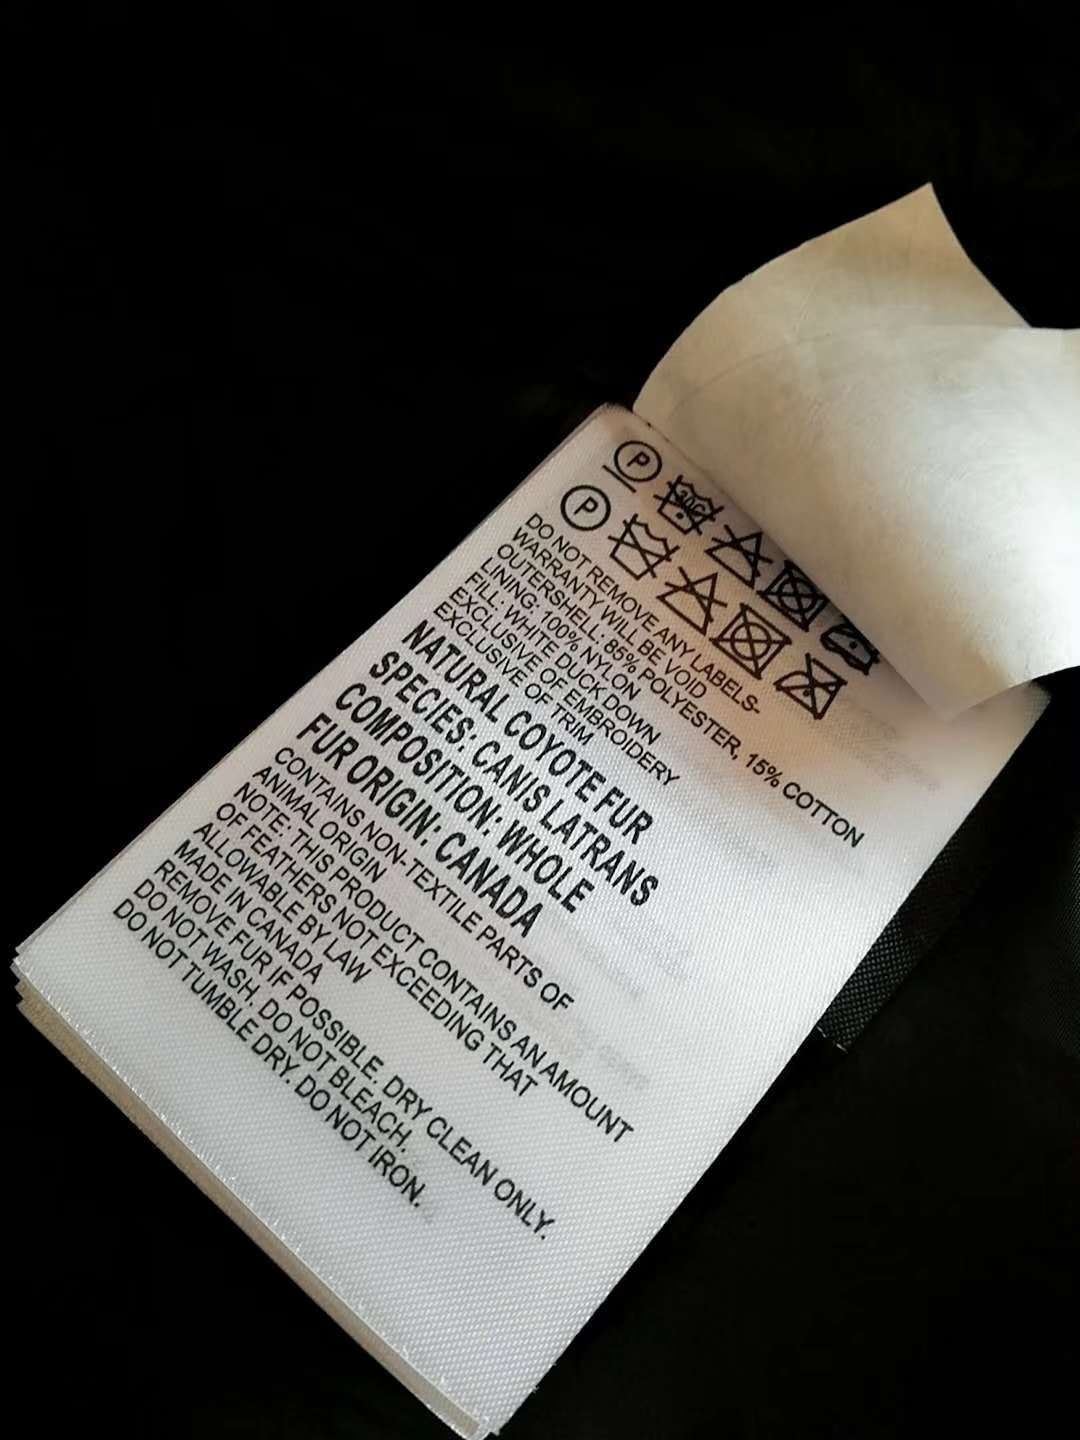 P 30C
P
DO NOT REMOVE ANY LABELS-
WARRANTY WILL BE VOID
OUTERSHELL: 85% POLYESTER, 15% COTTON
LINING: 100% NYLON
FILL: WHITE DUCK DOWN
EXCLUSIVE OF EMBROIDERY
EXCLUSIVE OF TRIM
NATURAL COYOTE FUR
SPECIES: CANIS LATRANS
COMPOSITION: WHOLE
FUR ORIGIN: CANADA
CONTAINS NON-TEXTILE PARTS OF
ANIMAL ORIGIN
NOTE: THIS PRODUCT CONTAINS AN AMOUNT
OF FEATHERS NOT EXCEEDING THAT
ALLOWABLE BY LAW
MADE IN CANADA
REMOVE FUR IF POSSIBLE. DRY CLEAN ONLY.
DO NOT WASH. DO NOT BLEACH.
DO NOT TUMBLE DRY. DO NOT IRON.